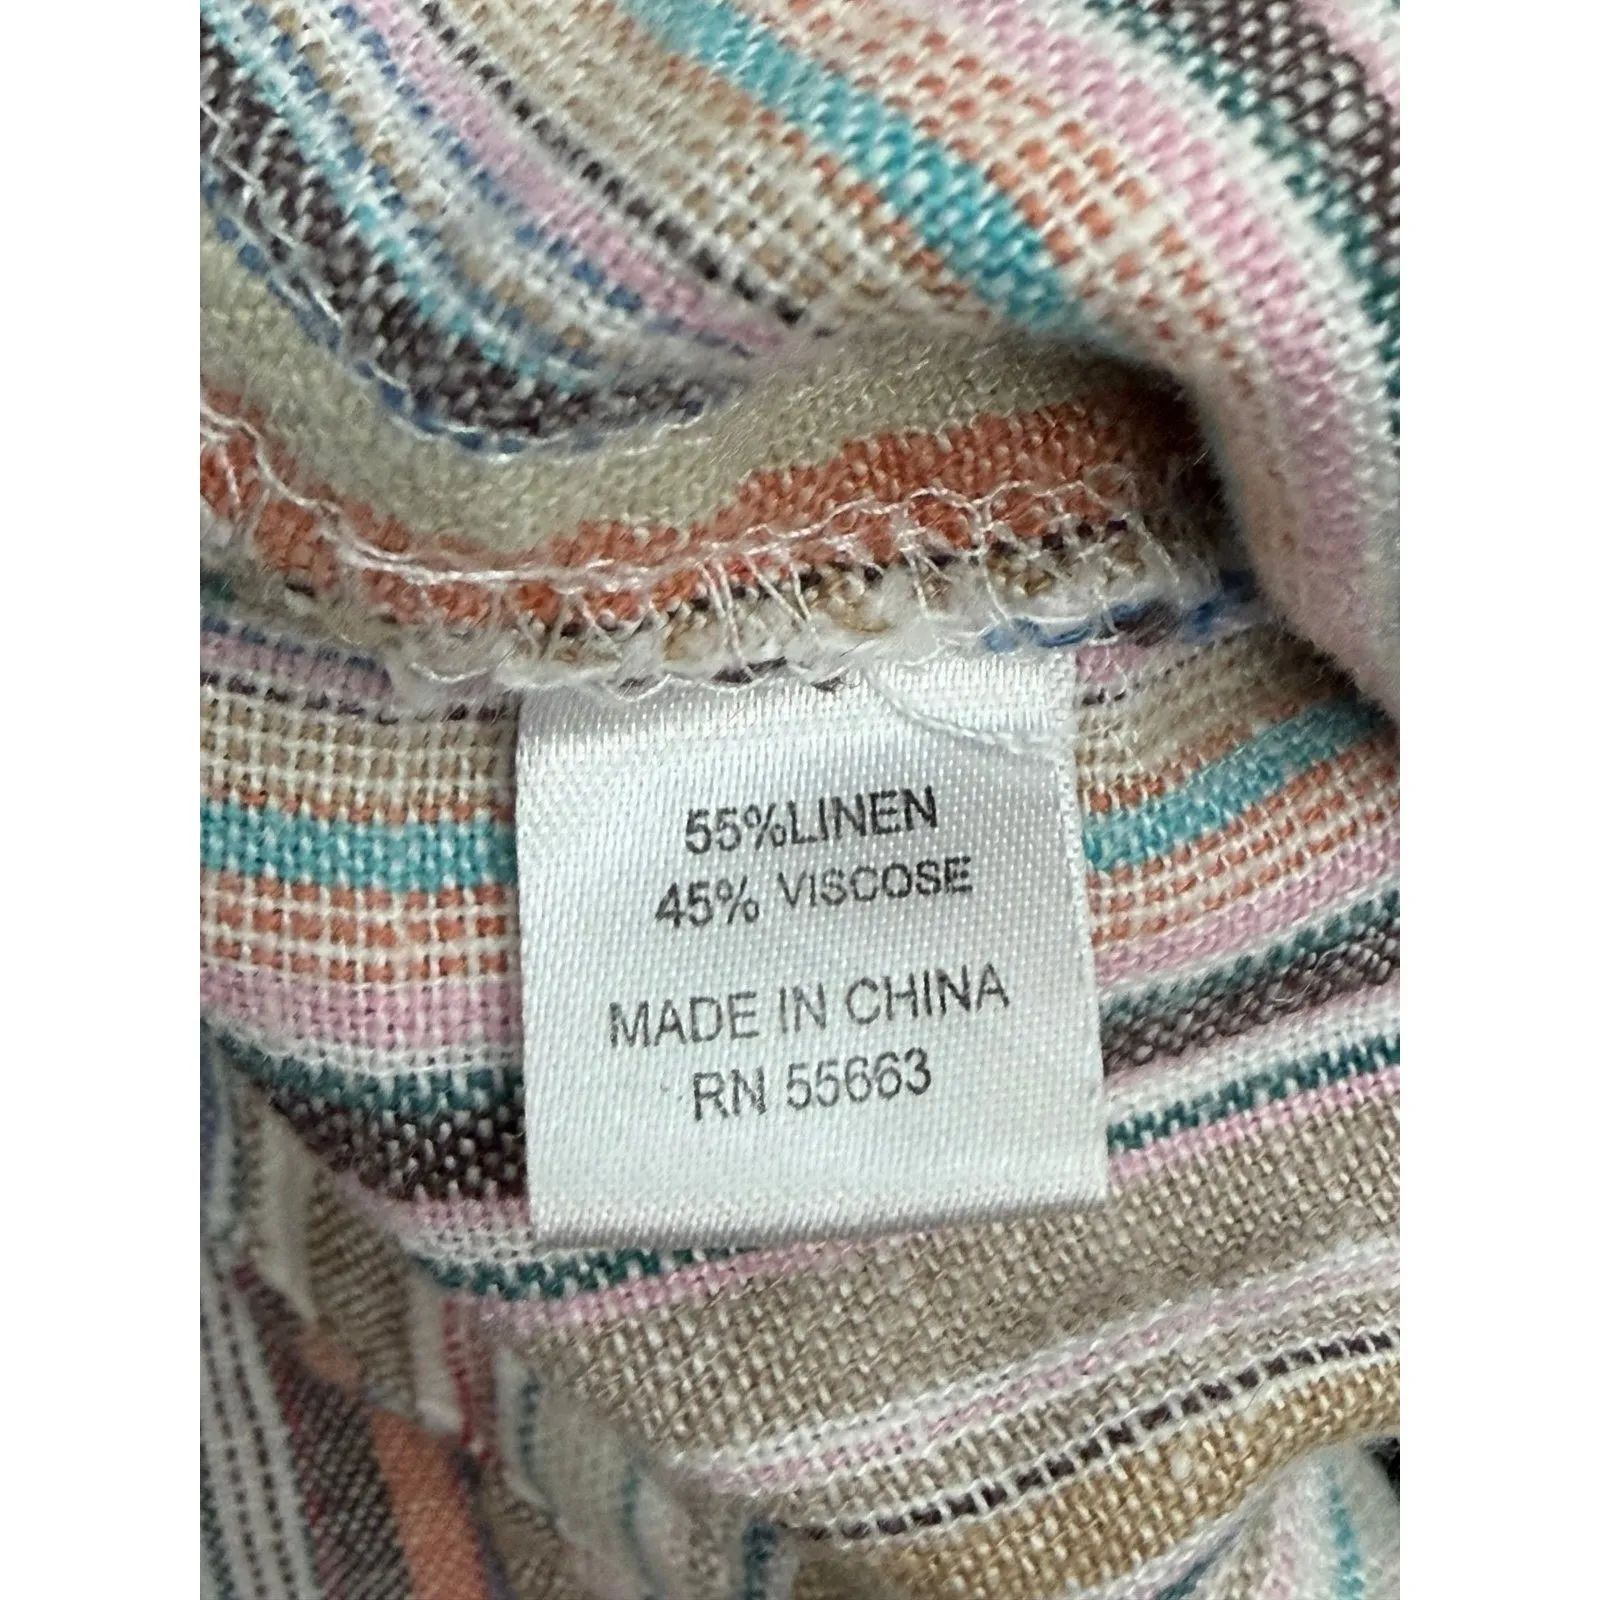 55%LINEN
45% VISCOSE
MADE IN CHINA
RN 55663